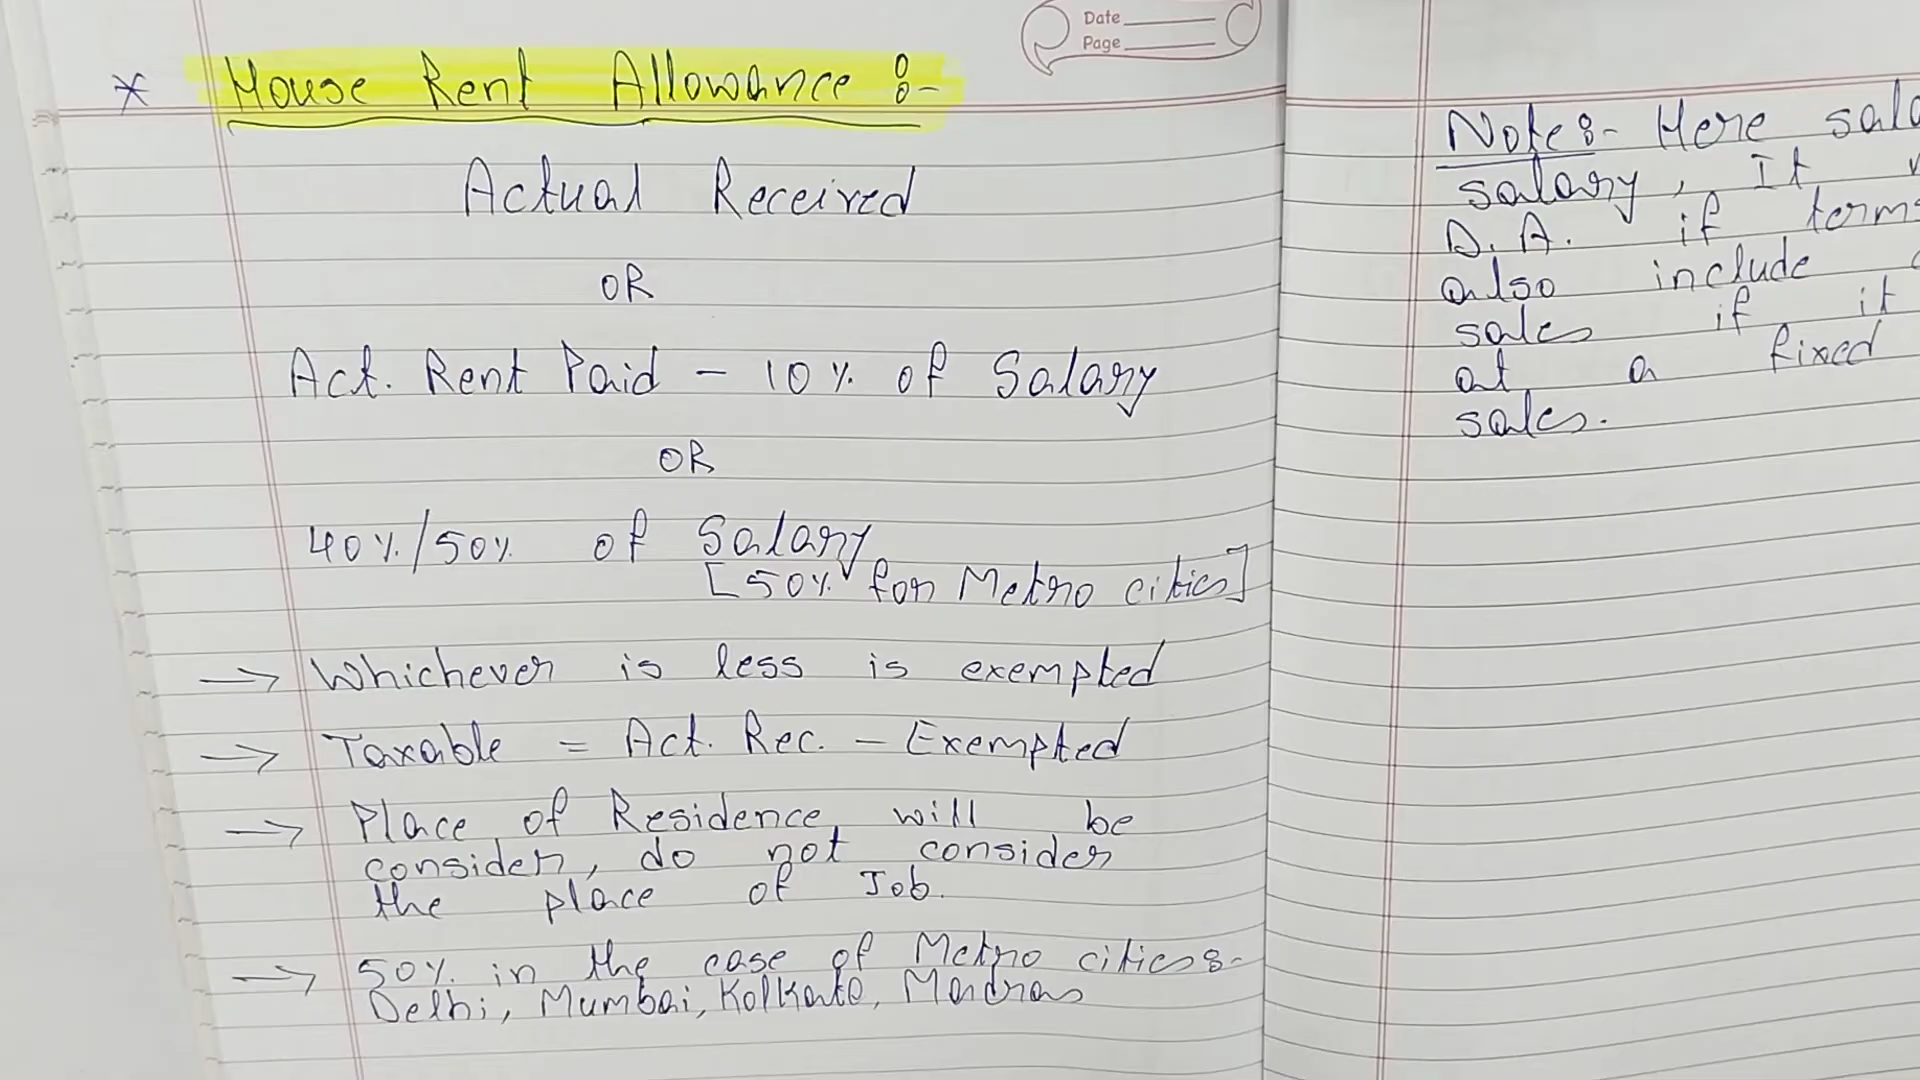 Date
Page
* House Rent Allowance :-
Actual Received
OR
Act. Rent Paid - 10% of Salary
OR
40%/50% of Salary
[50% for Metro cities]
→ Whichever is less is exempted
→ Taxable = Act. Rec. - Exempted
→ Place of Residence will be
consider, do not consider
the place of Job.
→ 50% in the case of Metro cities:-
Delhi, Mumbai, Kolkata, Madras
Note:- Here
salary, It
D.A. if
also include
sales if it
at a fixed
sales.